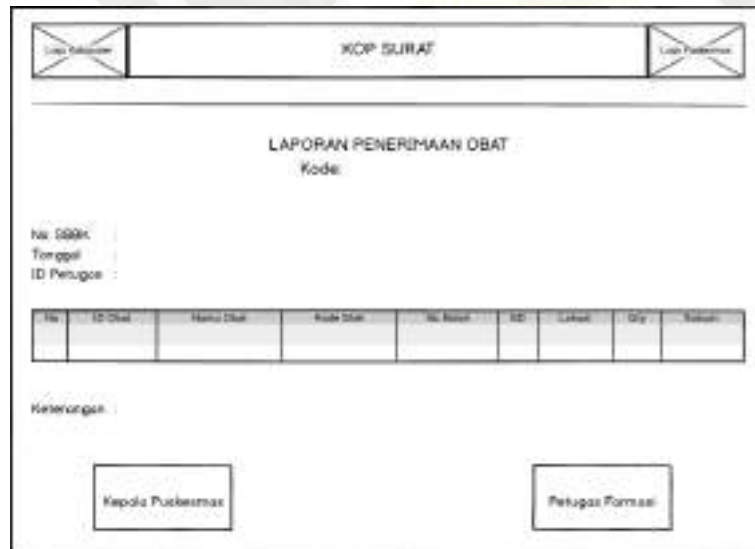 Logo Kabupaten KOP SURAT Logo Puskesmas
LAPORAN PENERIMAAN OBAT
Kode:
No. SBBK :
Tanggal :
ID Petugas :
No ID Obat Nama Obat Kode Obat No. Batch ED Lokasi Qty Satuan
Keterangan :
Kepala Puskesmas Petugas Farmasi